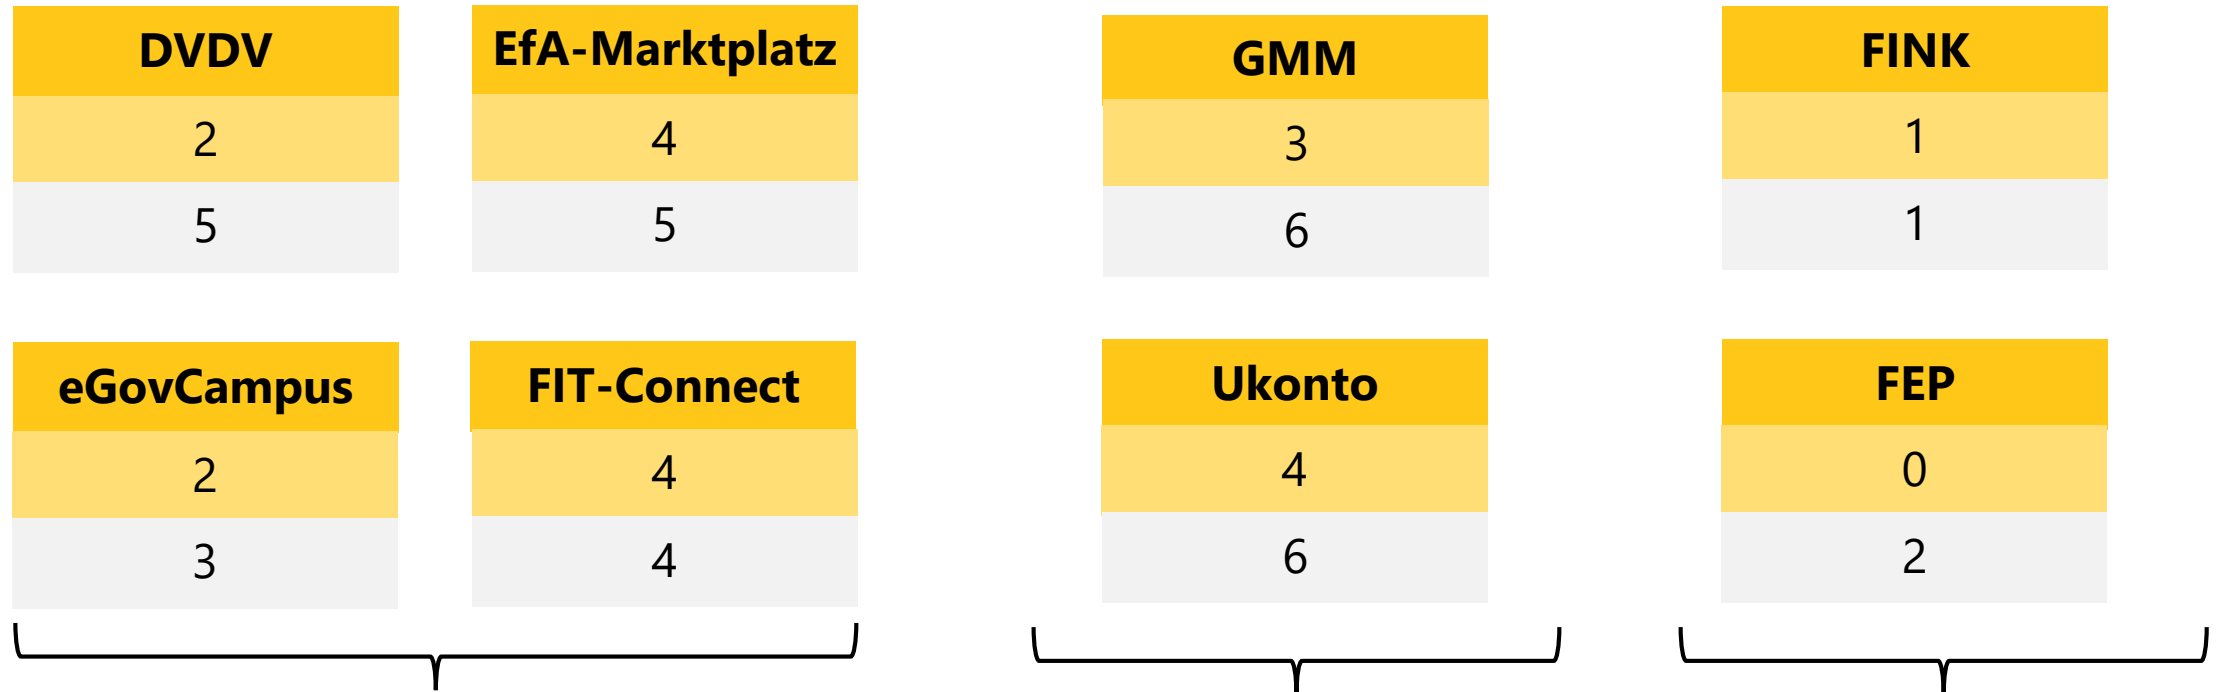 DVDV
2
5
EfA-Marktplatz
4
5
GMM
3
6
FINK
1
1
eGovCampus
2
3
FIT-Connect
4
4
Ukonto
4
6
FEP
0
2